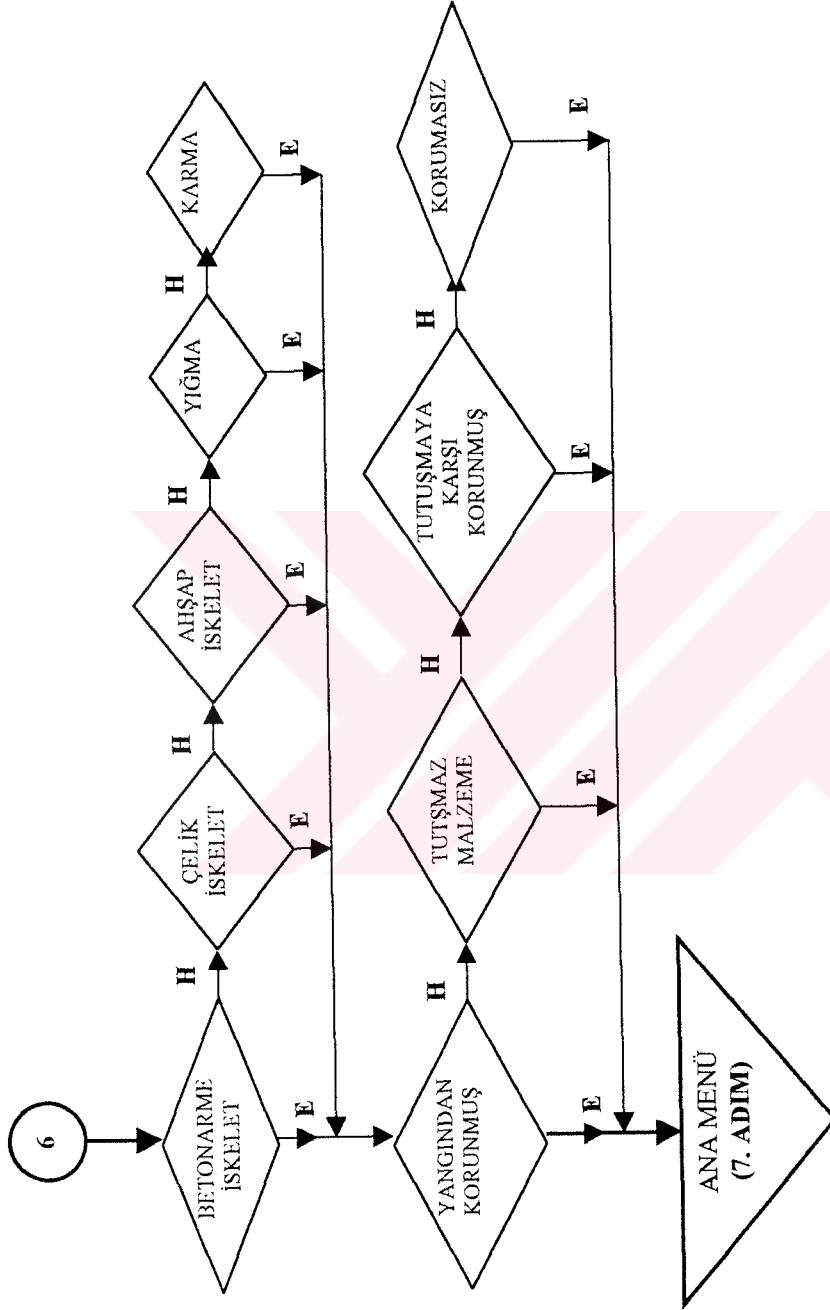 6
BETONARME
İSKELET
H
ÇELİK
İSKELET
H
AHŞAP
İSKELET
H
YIĞMA
H
KARMA
E
E
E
E
E
YANGINDAN
KORUNMUŞ
H
TUTŞMAZ
MALZEME
H
TUTUŞMAYA
KARŞI
KORUNMUŞ
H
KORUMASIZ
E
E
E
E
ANA MENÜ
(7. ADIM)